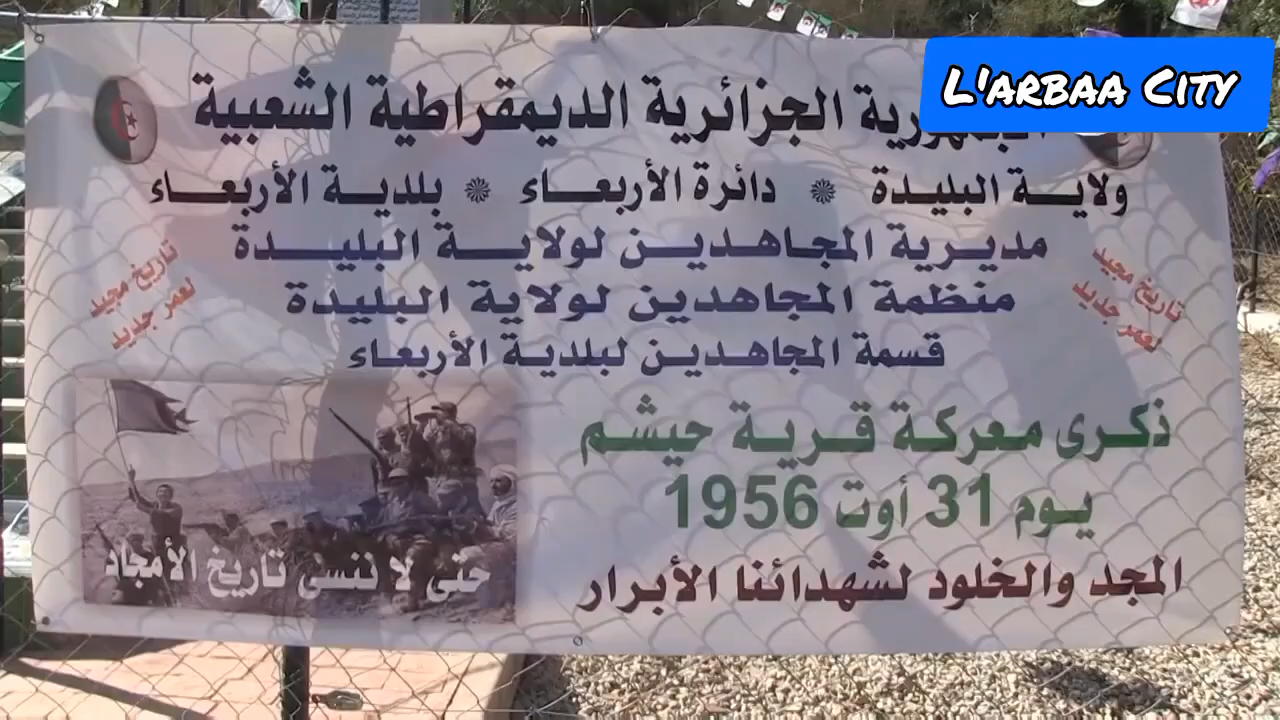 L'ARBAA CITY
الجمهورية الجزائرية الديمقراطية الشعبية
ولاية البليدة ❋ دائرة الأربعاء ❋ بلدية الأربعاء
مديرية المجاهدين لولاية البليدة
منظمة المجاهدين لولاية البليدة
قسمة المجاهدين لبلدية الأربعاء
تاريخ مجيد
لعمر جديد
تاريخ مجيد
لعمر جديد
ذكرى معركة قرية حيشم
يوم 31 أوت 1956
المجد والخلود لشهدائنا الأبرار
حتى لا ننسى تاريخ الأمجاد